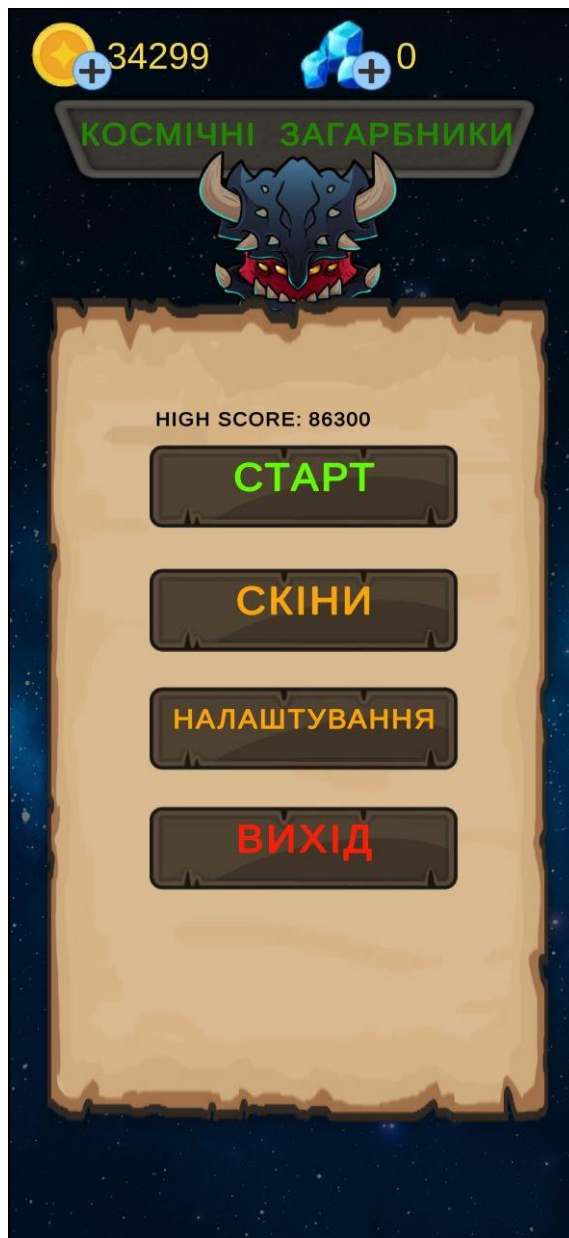 34299 0
КОСМІЧНІ ЗАГАРБНИКИ
HIGH SCORE: 86300
СТАРТ
СКІНИ
НАЛАШТУВАННЯ
ВИХІД